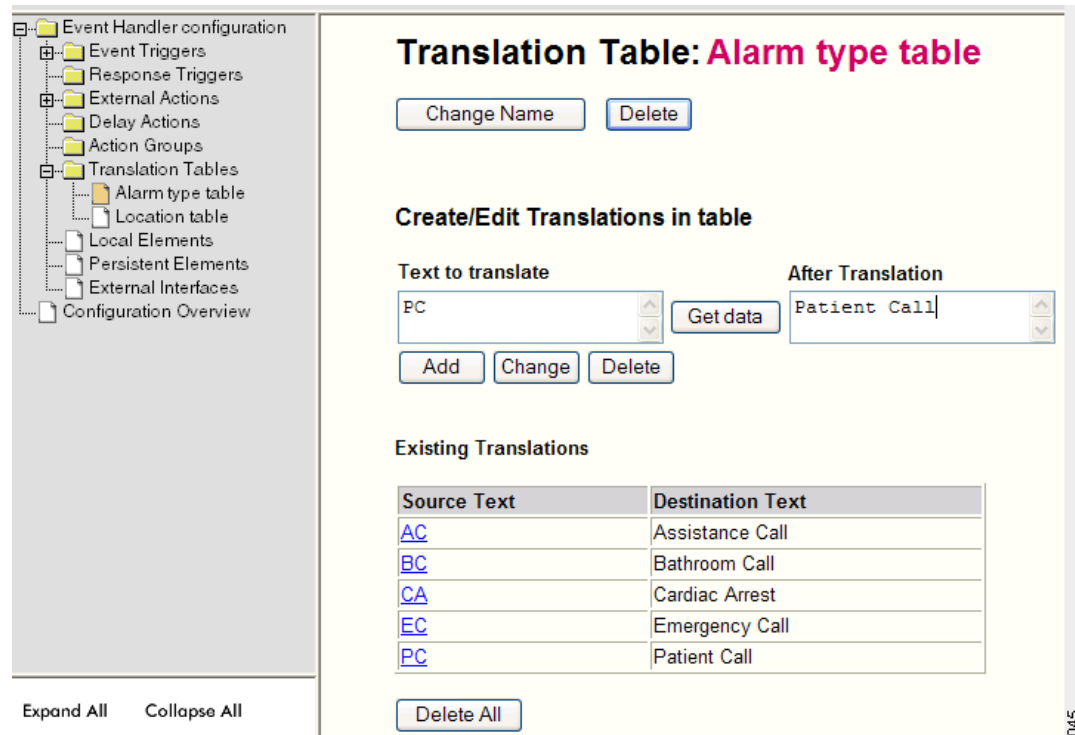 Event Handler configuration
Event Triggers
Response Triggers
External Actions
Delay Actions
Action Groups
Translation Tables
Alarm type table
Location table
Local Elements
Persistent Elements
External Interfaces
Configuration Overview
Expand All Collapse All
Translation Table: Alarm type table
Change Name Delete
Create/Edit Translations in table
Text to translate After Translation
PC Get data Patient Call
Add Change Delete
Existing Translations
Source Text Destination Text
AC Assistance Call
BC Bathroom Call
CA Cardiac Arrest
EC Emergency Call
PC Patient Call
Delete All
045